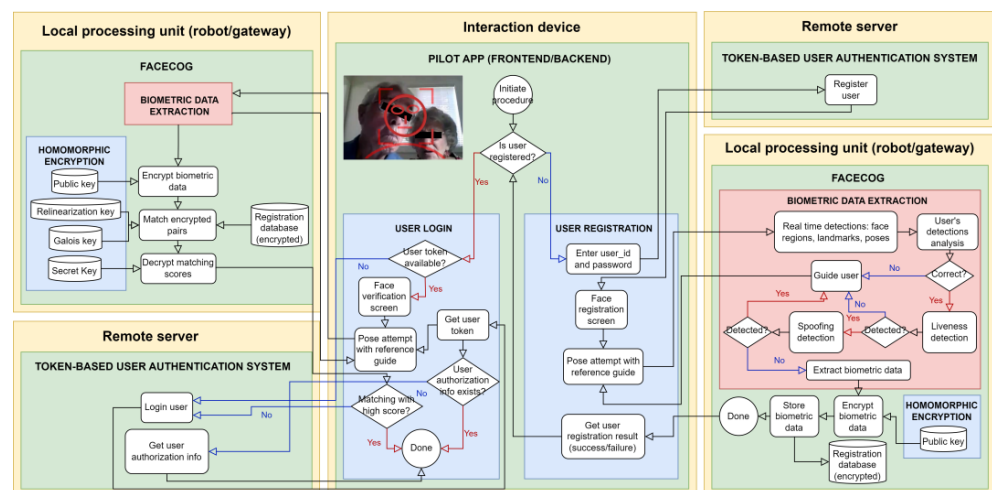 Local processing unit (robot/gateway)
FACECOG
BIOMETRIC DATA
EXTRACTION
HOMOMORPHIC
ENCRYPTION
Public key
Relinearization key
Galois key
Secret Key
Encrypt biometric
data
Match encrypted
pairs
Registration
database
(encrypted)
Decrypt matching
scores
Remote server
TOKEN-BASED USER AUTHENTICATION SYSTEM
Login user
No
Get user
authorization info
Interaction device
PILOT APP (FRONTEND/BACKEND)
Initiate
procedure
Is user
registered?
Yes
No
USER LOGIN
User token
available?
No
Yes
Face
verification
screen
Get user
token
Pose attempt
with reference
guide
User
authorization
info exists?
No
Matching with
high score?
Yes
Yes
Done
USER REGISTRATION
Enter user_id
and password
Face
registration
screen
Pose attempt with
reference guide
Get user
registration result
(success/failure)
Remote server
TOKEN-BASED USER AUTHENTICATION SYSTEM
Register
user
Local processing unit (robot/gateway)
FACECOG
BIOMETRIC DATA EXTRACTION
Real time detections: face
regions, landmarks, poses
User's
detections
analysis
Guide user
No
Correct?
Yes
No
Yes
Detected?
Spoofing
detection
Yes
Detected?
Liveness
detection
No
Extract biometric data
Done
Store
biometric
data
Encrypt
biometric
data
HOMOMORPHIC
ENCRYPTION
Public key
Registration
database
(encrypted)